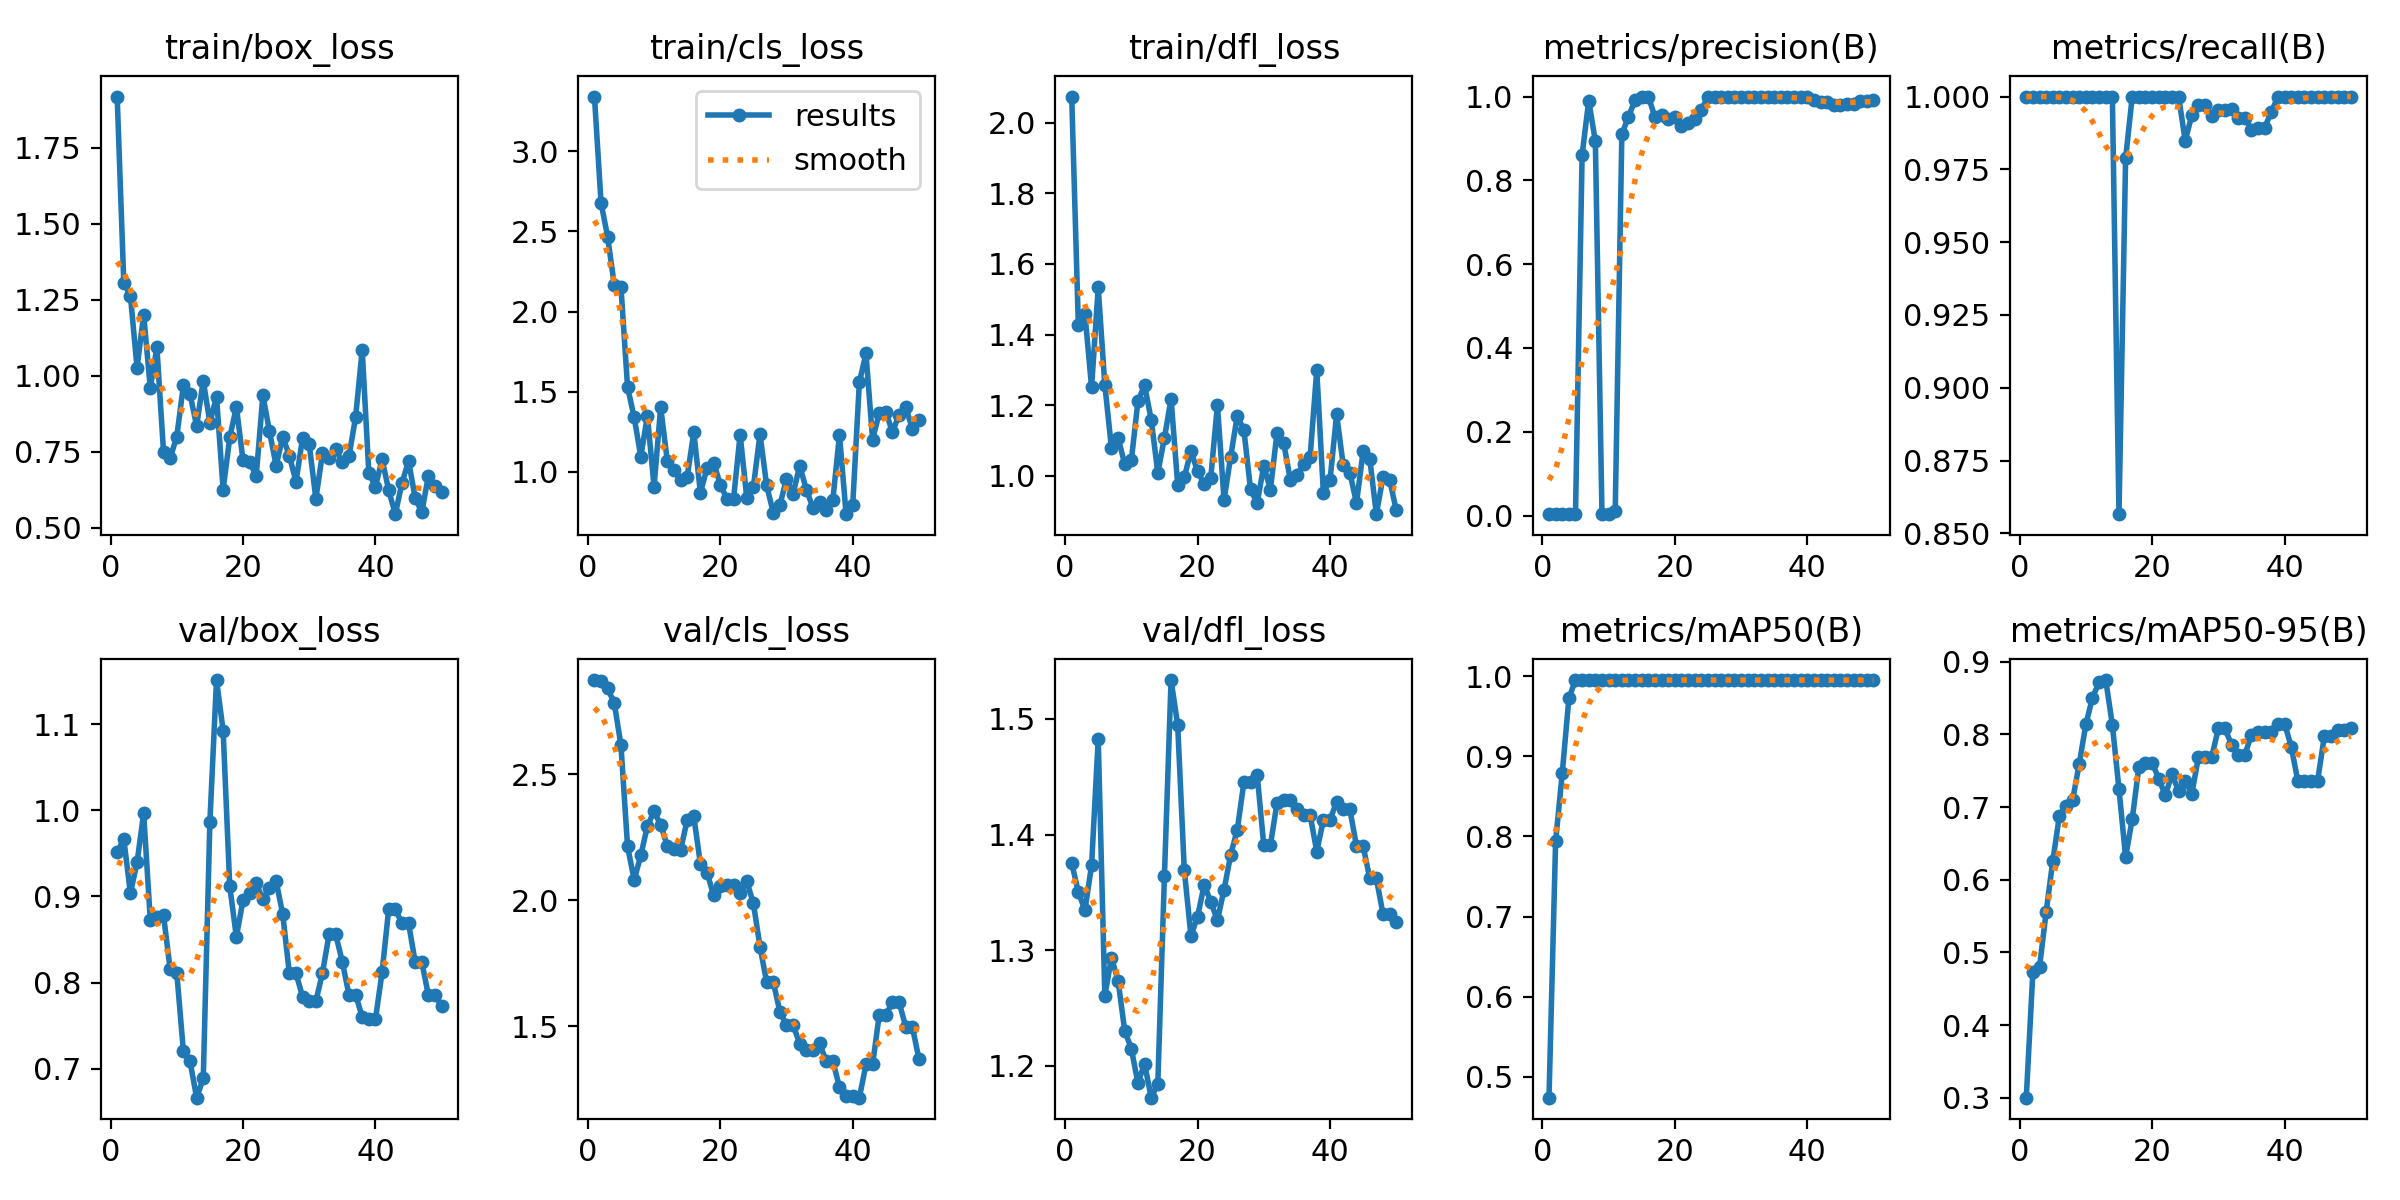 train/box_loss
1.75
1.50
1.25
1.00
0.75
0.50
0 20 40
train/cls_loss
results
smooth
3.0
2.5
2.0
1.5
1.0
0 20 40
train/dfl_loss
2.0
1.8
1.6
1.4
1.2
1.0
0 20 40
metrics/precision(B)
1.0
0.8
0.6
0.4
0.2
0.0
0 20 40
metrics/recall(B)
1.000
0.975
0.950
0.925
0.900
0.875
0.850
0 20 40
val/box_loss
1.1
1.0
0.9
0.8
0.7
0 20 40
val/cls_loss
2.5
2.0
1.5
0 20 40
val/dfl_loss
1.5
1.4
1.3
1.2
0 20 40
metrics/mAP50(B)
1.0
0.9
0.8
0.7
0.6
0.5
0 20 40
metrics/mAP50-95(B)
0.9
0.8
0.7
0.6
0.5
0.4
0.3
0 20 40